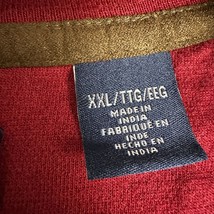 XXL/TTG/EEG
MADE IN
INDIA
FABRIQUÉ EN
INDE
HECHO EN
INDIA